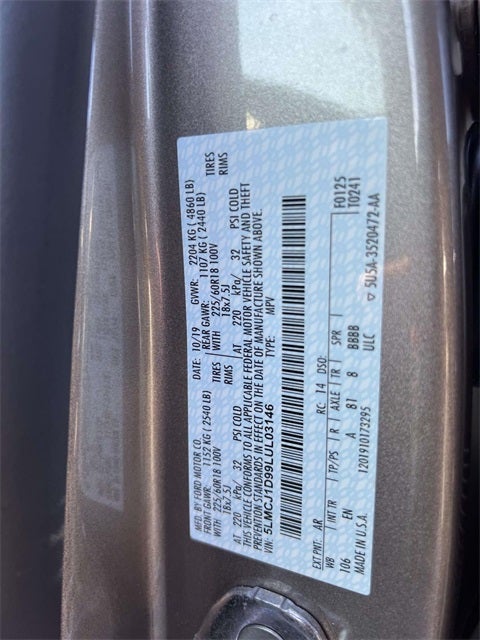 MFD. BY FORD MOTOR CO. DATE: 10/19 GVWR: 2204 KG ( 4860 LB)
FRONT GAWR: 1152 KG ( 2540 LB) REAR GAWR: 1107 KG ( 2440 LB)
WITH 225/60R18 100V TIRES WITH 225/60R18 100V TIRES
18x7.5J RIMS 18x7.5J RIMS
AT 220 kPa/ 32 PSI COLD AT 220 kPa/ 32 PSI COLD
THIS VEHICLE CONFORMS TO ALL APPLICABLE FEDERAL MOTOR VEHICLE SAFETY AND THEFT
PREVENTION STANDARDS IN EFFECT ON THE DATE OF MANUFACTURE SHOWN ABOVE.
VIN: 5LMCJ1D99LUL03146 TYPE: MPV
EXT PNT: AR RC: 14 DSO: F0125
T0241
WB INT TR TP/PS R AXLE TR SPR
106 EN A 81 8 BBBB
ULC
MADE IN U.S.A. 12019101732​95 5U5A-3520472-AA